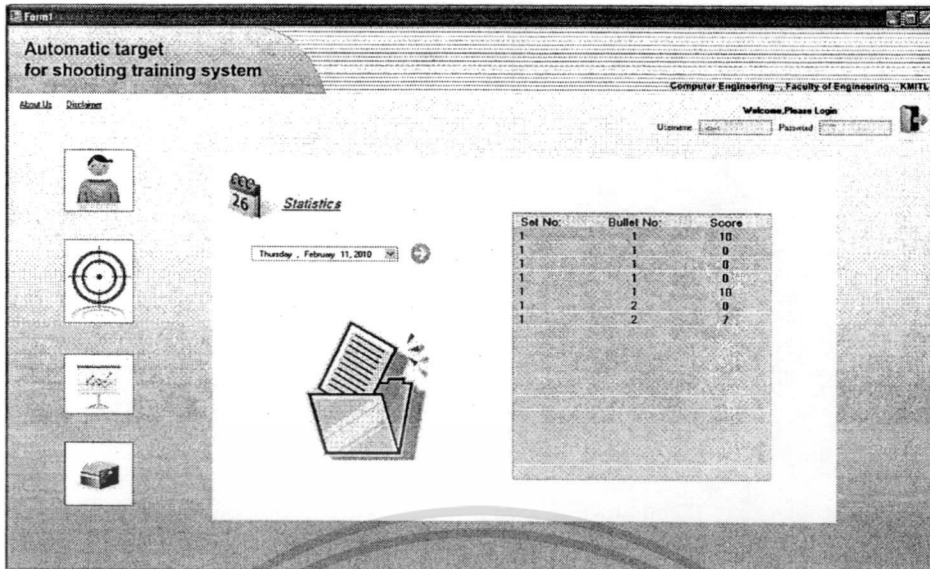 Form1
Automatic target
for shooting training system
Computer Engineering , Faculty of Engineering , KMITL
About Us Disclaimer
Welcome,Please Login
Username Password
26
Statistics
Thursday , February 11, 2010
Set No: Bullet No: Score
1 1 10
1 1 0
1 1 0
1 1 0
1 1 10
1 2 0
1 2 7